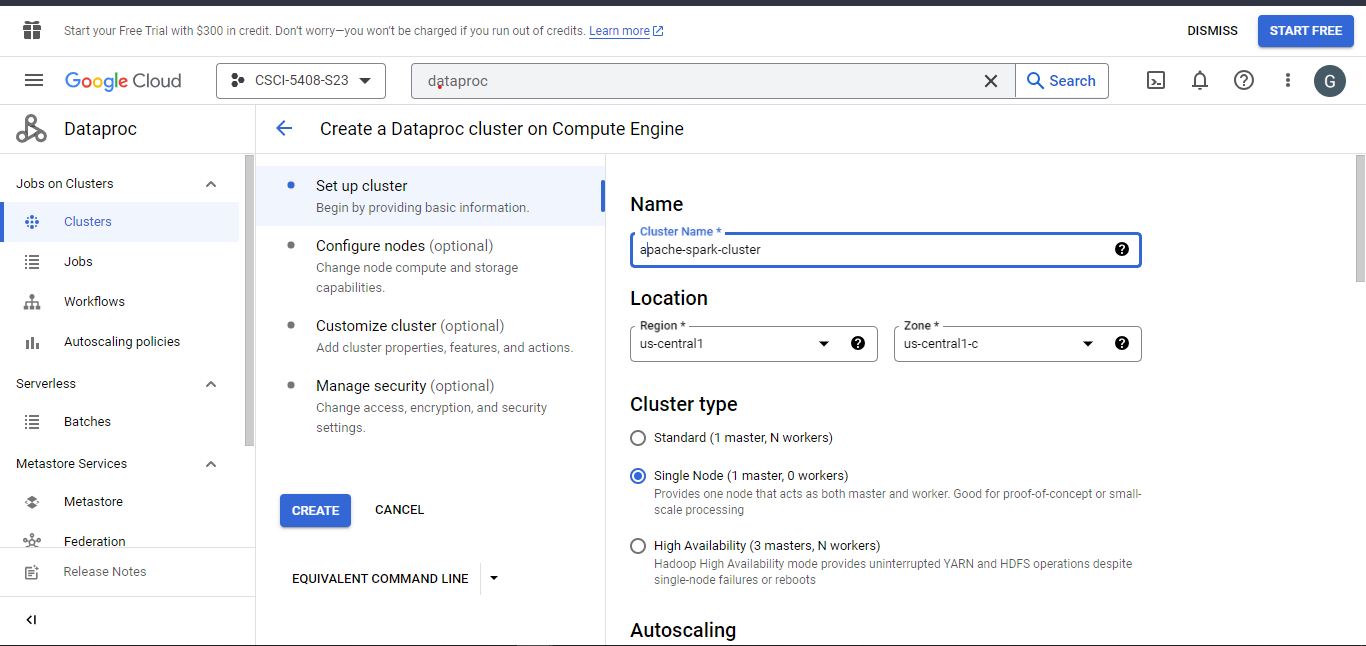 Start your Free Trial with $300 in credit. Don't worry—you won't be charged if you run out of credits. Learn more
DISMISS
START FREE
Google Cloud
CSCI-5408-S23
dataproc
Search
G
Dataproc
Create a Dataproc cluster on Compute Engine
Jobs on Clusters
Clusters
Jobs
Workflows
Autoscaling policies
Serverless
Batches
Metastore Services
Metastore
Federation
Release Notes
Set up cluster
Begin by providing basic information.
Configure nodes (optional)
Change node compute and storage
capabilities.
Customize cluster (optional)
Add cluster properties, features, and actions.
Manage security (optional)
Change access, encryption, and security
settings.
CREATE
CANCEL
EQUIVALENT COMMAND LINE
Name
Cluster Name *
apache-spark-cluster
Location
Region *
us-central1
Zone *
us-central1-c
Cluster type
Standard (1 master, N workers)
Single Node (1 master, 0 workers)
Provides one node that acts as both master and worker. Good for proof-of-concept or small-
scale processing
High Availability (3 masters, N workers)
Hadoop High Availability mode provides uninterrupted YARN and HDFS operations despite
single-node failures or reboots
Autoscaling